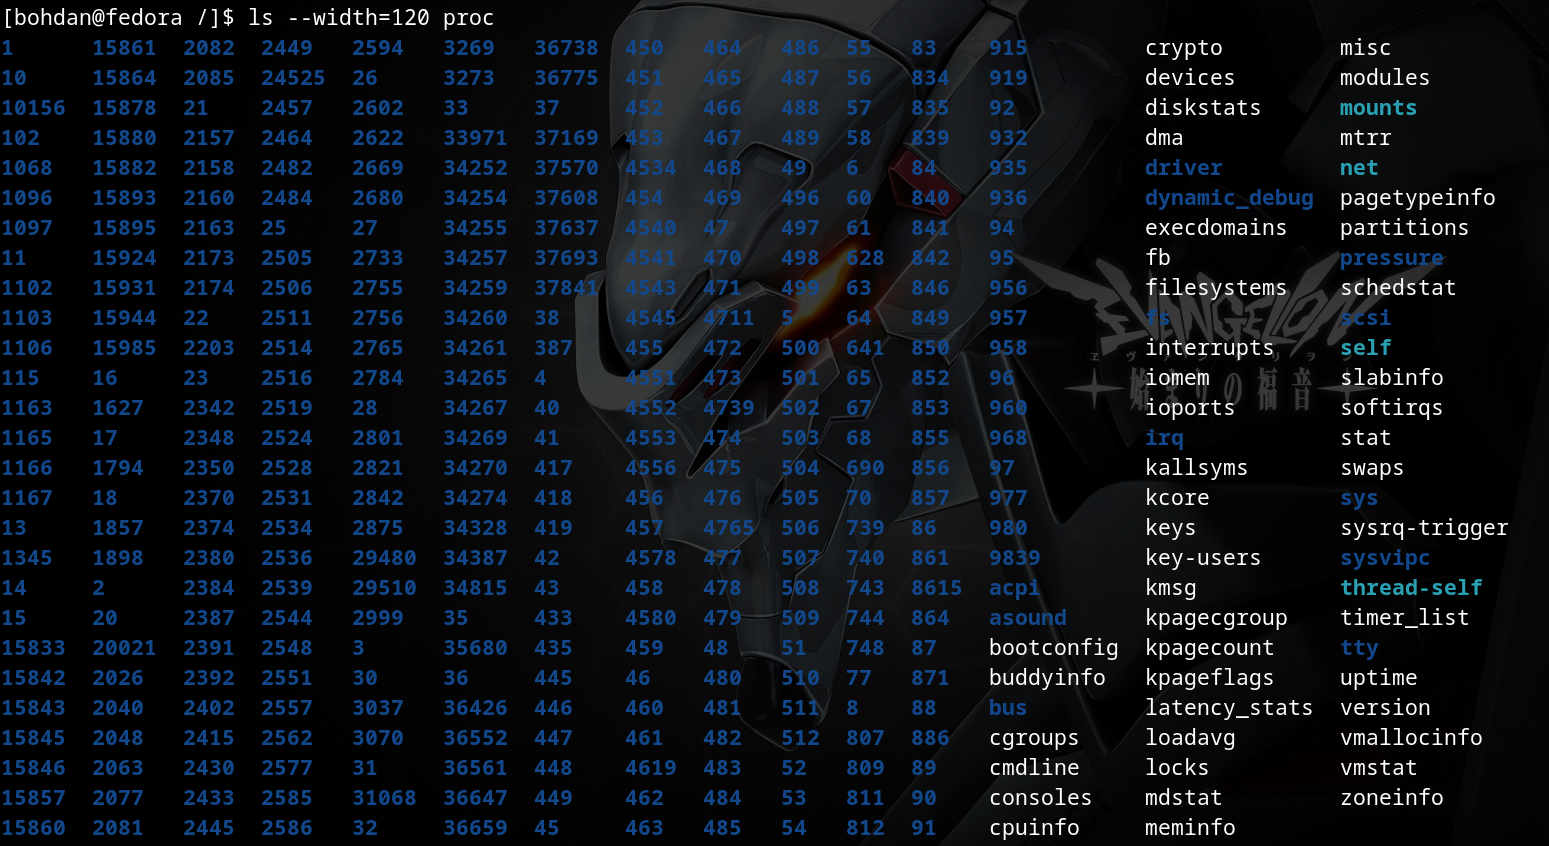 [bohdan@fedora /]$ ls --width=120 proc
1 15861 2082 2449 2594 3269 36738 450 464 486 55 83 915 crypto misc
10 15864 2085 24525 26 3273 36775 451 465 487 56 834 919 devices modules
10156 15878 21 2457 2602 33 37 452 466 488 57 835 92 diskstats mounts
102 15880 2157 2464 2622 33971 37169 453 467 489 58 839 932 dma mtrr
1068 15882 2158 2482 2669 34252 37570 4534 468 49 6 84 935 driver net
1096 15893 2160 2484 2680 34254 37608 454 469 496 60 840 936 dynamic_debug pagetypeinfo
1097 15895 2163 25 27 34255 37637 4540 47 497 61 841 94 execdomains partitions
11 15924 2173 2505 2733 34257 37693 4541 470 498 628 842 95 fb pressure
1102 15931 2174 2506 2755 34259 37841 4543 471 499 63 846 956 filesystems schedstat
1103 15944 22 2511 2756 34260 38 4545 4711 5 64 849 957 fs scsi
EVANGELION
1106 15985 2203 2514 2765 34261 387 455 472 500 641 850 958 interrupts self
115 16 23 2516 2784 34265 4 4551 473 501 65 852 96 iomem slabinfo
始まりの福音
1163 1627 2342 2519 28 34267 40 4552 4739 502 67 853 960 ioports softirqs
1165 17 2348 2524 2801 34269 41 4553 474 503 68 855 968 irq stat
1166 1794 2350 2528 2821 34270 417 4556 475 504 690 856 97 kallsyms swaps
1167 18 2370 2531 2842 34274 418 456 476 505 70 857 977 kcore sys
13 1857 2374 2534 2875 34328 419 457 4765 506 739 86 980 keys sysrq-trigger
1345 1898 2380 2536 29480 34387 42 4578 477 507 740 861 9839 key-users sysvipc
14 2 2384 2539 29510 34815 43 458 478 508 743 8615 acpi kmsg thread-self
15 20 2387 2544 2999 35 433 4580 479 509 744 864 asound kpagecgroup timer_list
15833 20021 2391 2548 3 35680 435 459 48 51 748 87 bootconfig kpagecount tty
15842 2026 2392 2551 30 36 445 46 480 510 77 871 buddyinfo kpageflags uptime
15843 2040 2402 2557 3037 36426 446 460 481 511 8 88 bus latency_stats version
15845 2048 2415 2562 3070 36552 447 461 482 512 807 886 cgroups loadavg vmallocinfo
15846 2063 2430 2577 31 36561 448 4619 483 52 809 89 cmdline locks vmstat
15857 2077 2433 2585 31068 36647 449 462 484 53 811 90 consoles mdstat zoneinfo
15860 2081 2445 2586 32 36659 45 463 485 54 812 91 cpuinfo meminfo